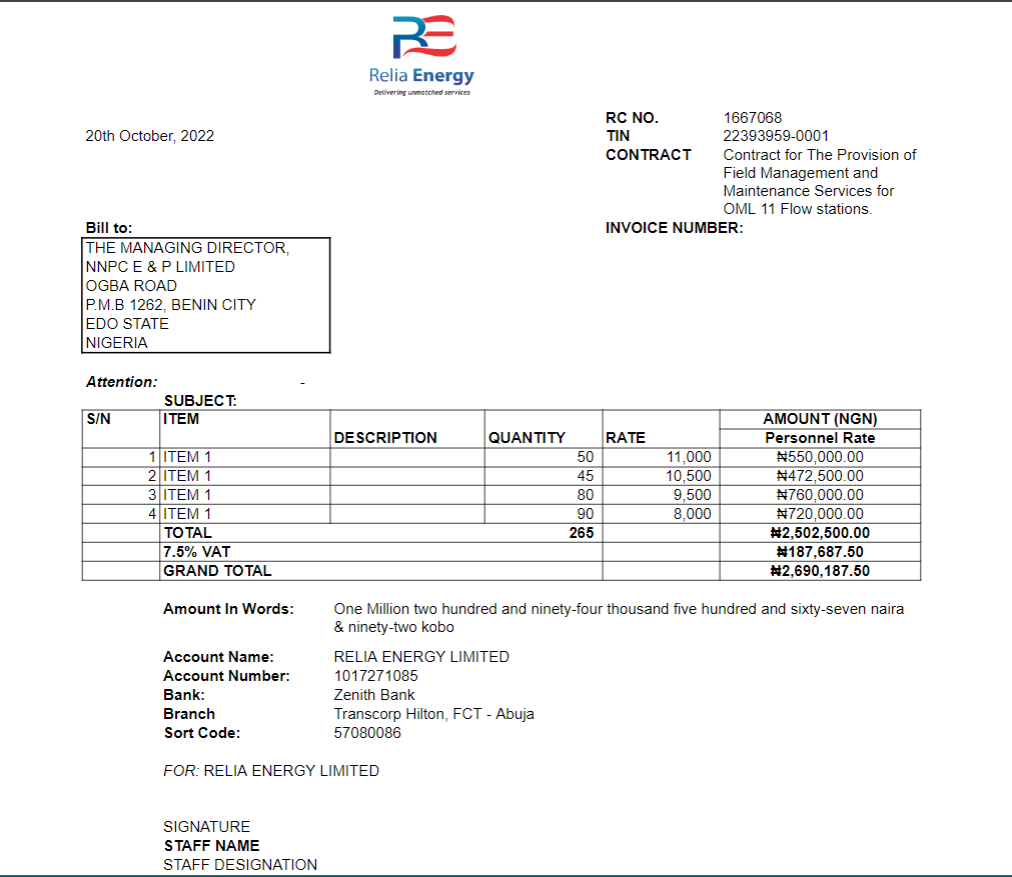 RE
Relia Energy
Delivering unmatched services
20th October, 2022
RC NO. 1667068
TIN 22393959-0001
CONTRACT Contract for The Provision of
Field Management and
Maintenance Services for
OML 11 Flow stations.
INVOICE NUMBER:
Bill to:
THE MANAGING DIRECTOR,
NNPC E & P LIMITED
OGBA ROAD
P.M.B 1262, BENIN CITY
EDO STATE
NIGERIA
Attention: -
SUBJECT:
S/N ITEM DESCRIPTION QUANTITY RATE AMOUNT (NGN)
Personnel Rate
1 ITEM 1 50 11,000 ₦550,000.00
2 ITEM 1 45 10,500 ₦472,500.00
3 ITEM 1 80 9,500 ₦760,000.00
4 ITEM 1 90 8,000 ₦720,000.00
TOTAL 265 ₦2,502,500.00
7.5% VAT ₦187,687.50
GRAND TOTAL ₦2,690,187.50
Amount In Words: One Million two hundred and ninety-four thousand five hundred and sixty-seven naira
& ninety-two kobo
Account Name: RELIA ENERGY LIMITED
Account Number: 1017271085
Bank: Zenith Bank
Branch Transcorp Hilton, FCT - Abuja
Sort Code: 57080086
FOR: RELIA ENERGY LIMITED
SIGNATURE
STAFF NAME
STAFF DESIGNATION